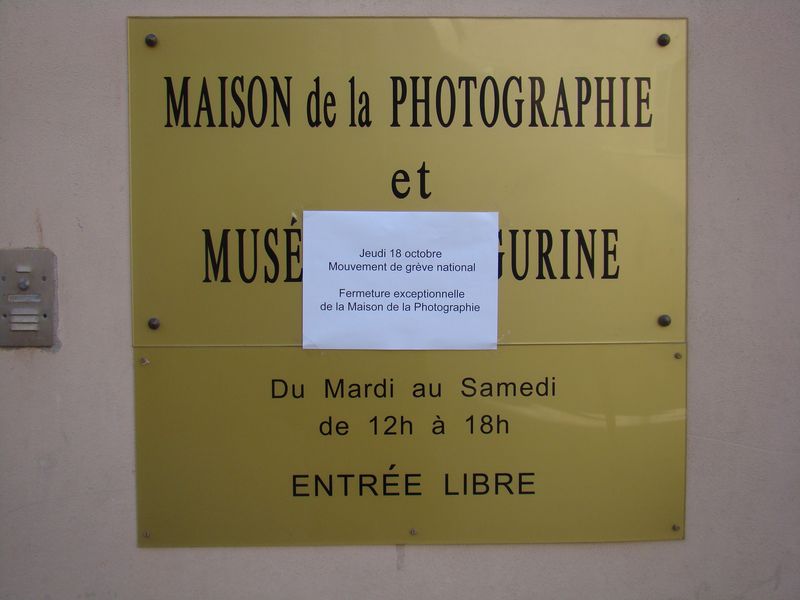 MAISON de la PHOTOGRAPHIE
et
MUSÉ GURINE
Jeudi 18 octobre
Mouvement de grève national
Fermeture exceptionnelle
de la Maison de la Photographie
Du Mardi au Samedi
de 12h à 18h
ENTRÉE LIBRE